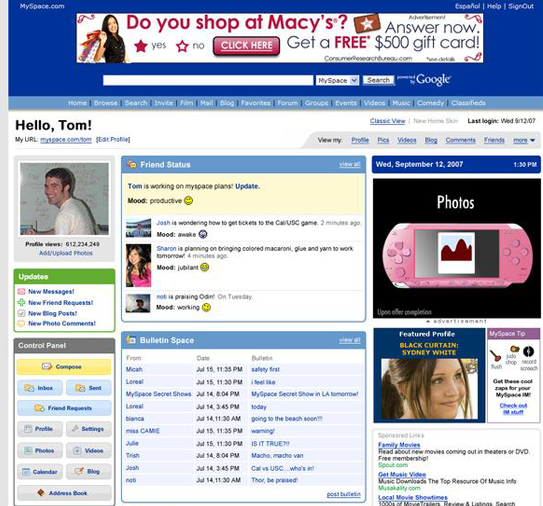 MySpace.com
Español | Help | SignOut
Do you shop at Macy's®?
Advertisement
Answer now.
yes no CLICK HERE Get a FREE* $500 gift card!
ConsumerResearchBureau.com *see details
MySpace Search powered by Google
Home | Browse | Search | Invite | Film | Mail | Blog | Favorites | Forum | Groups | Events | Videos | Music | Comedy | Classifieds
Hello, Tom!
Classic View | New Home Skin Last login: Wed 9/12/07
My URL: myspace.com/tom [Edit Profile]
View my: Profile Pics Videos Blog Comments Friends more
Profile views: 612,234,249
Add/Upload Photos
Updates
New Messages!
New Friend Requests!
New Blog Posts!
New Photo Comments!
Control Panel
Compose
Inbox Sent
Friend Requests
Profile Settings
Photos Videos
Calendar Blog
Address Book
Friend Status view all
Tom is working on myspace plans! Update.
Mood: productive
Josh is wondering how to get tickets to the Cal/USC game. 2 minutes ago.
Mood: awake
Sharon is planning on bringing colored macaroni, glue and yarn to work
tomorrow! 4 minutes ago.
Mood: jubilant
noti is praising Odin! On Tuesday.
Mood: working
Bulletin Space view all
From Date Bulletin
Micah Jul 15, 11:35 PM safety first
Loreal Jul 15, 11:30 PM i feel like
MySpace Secret Shows Jul 14, 8:04 PM MySpace Secret Show in LA tomorrow!
Loreal Jul 14, 3:45 PM today
bianca Jul 14,11:30 AM going to the beach soon!!!
miss CAMIE Jul 15, 11:35 PM warning!
Julie Jul 15, 11:30 PM IS IT TRUE?!!
Trish Jul 14, 8:04 PM Macho, macho van
Josh Jul 14, 3:45 PM Cal vs USC....who's in!
noti Jul 14,11:30 AM Thor, be praised!
post bulletin
Wed, September 12, 2007 1:30 PM
Photos
Upon offer completion
advertisement
Featured Profile
BLACK CURTAIN:
SYDNEY WHITE
MySpace Tip
flush
judo chop
record screech
Get these cool
zaps for your
MySpace IM!
Check out
IM stuff
Sponsored Links
Family Movies
Read about new movies coming out in theaters or DVD.
Free membership!
Spout.com
Get Music Video
Music Downloads The Top Resource Of Music Info
Musakality.com
Local Movie Showtimes
1000s of MovieTrailers, Review & Listings, Search